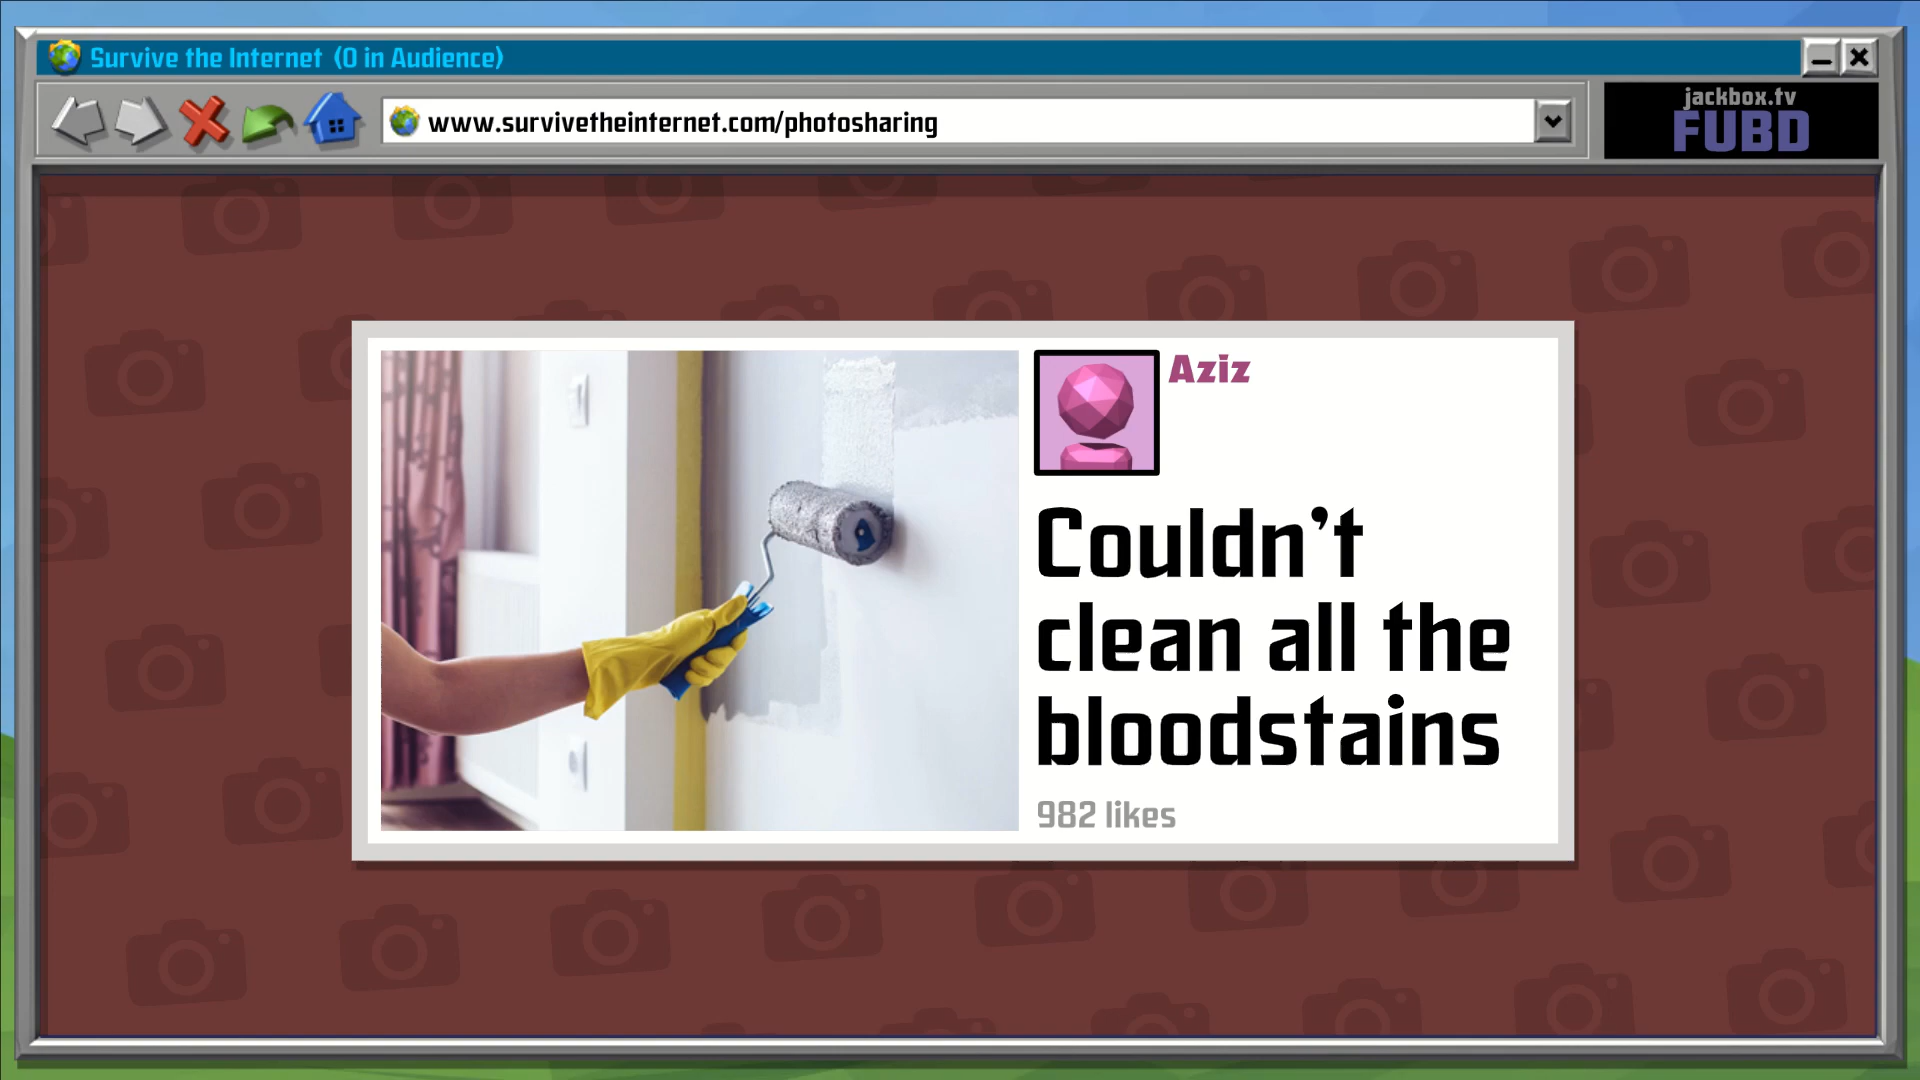 Survive the Internet (0 in Audience)
www.survivetheinternet.com/photosharing
jackbox.tv
FUBD
Aziz
Couldn't
clean all the
bloodstains
982 likes